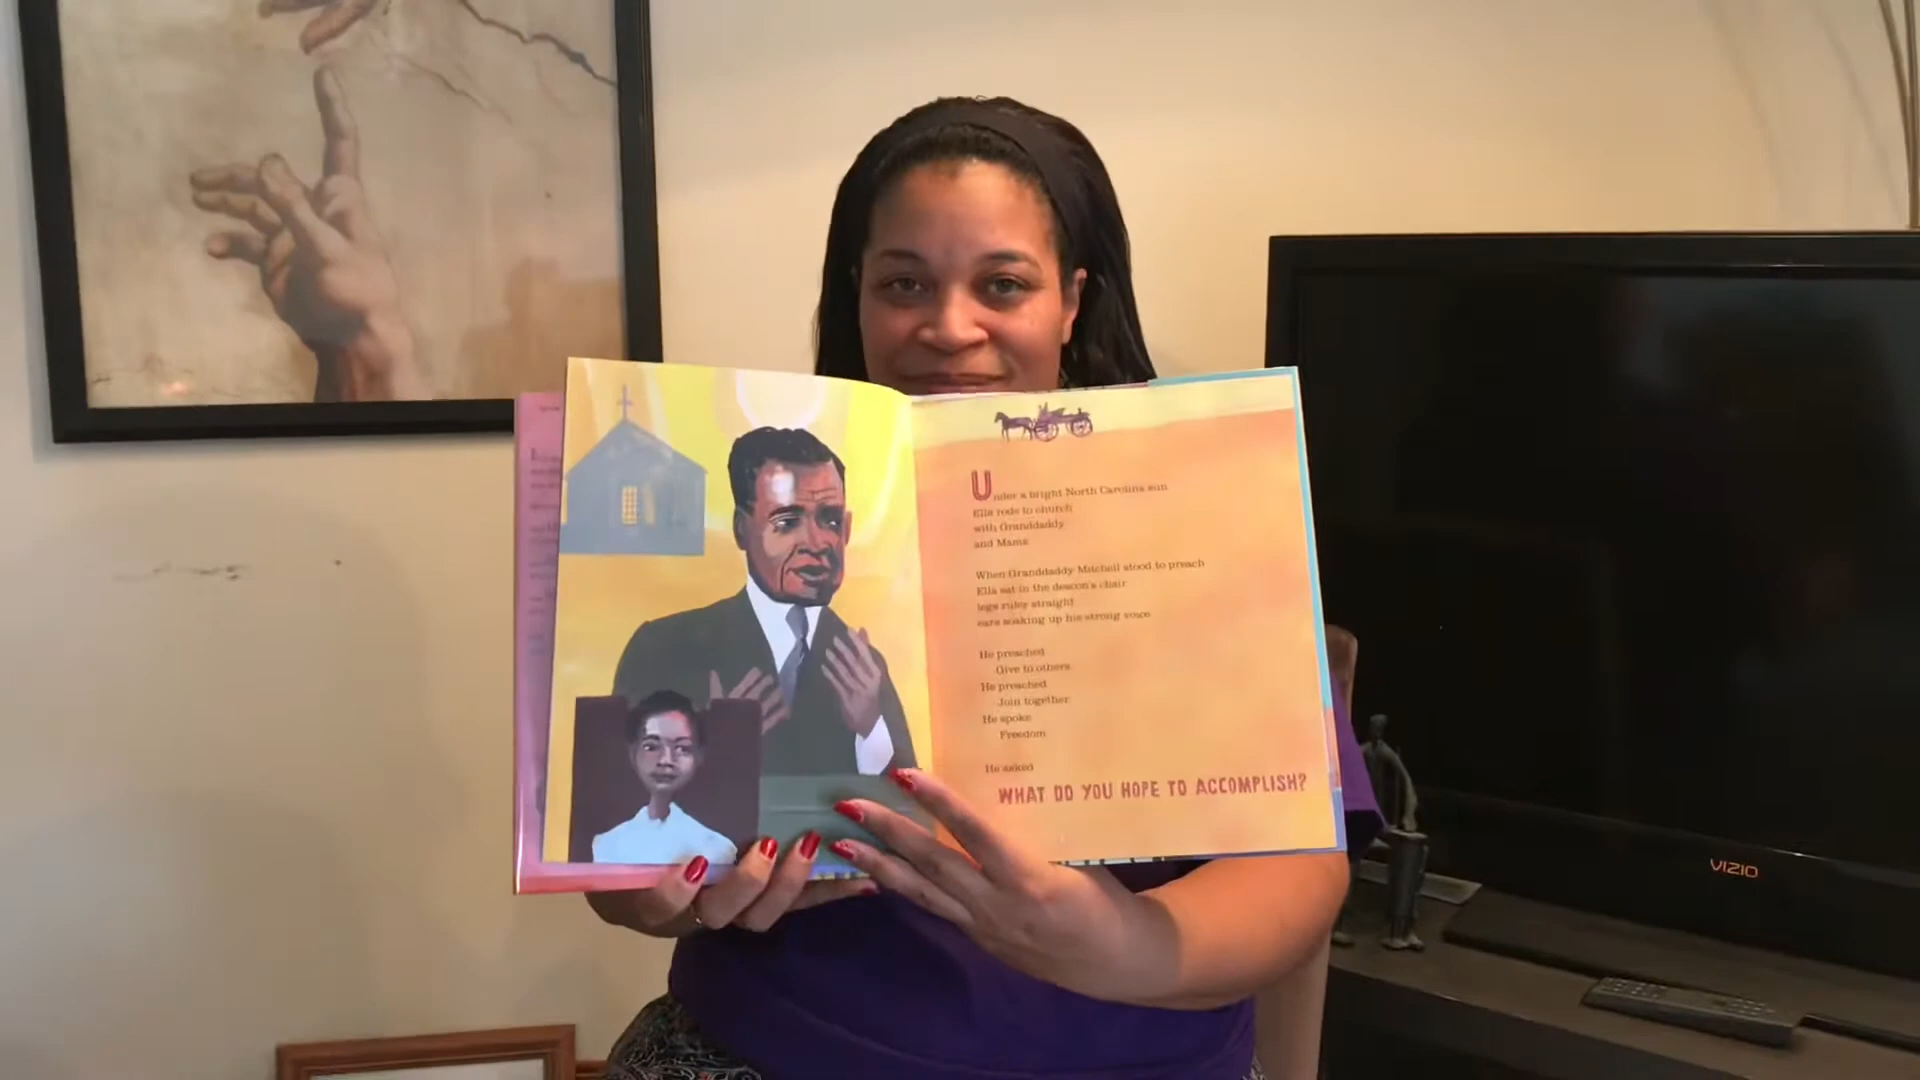 Under a bright North Carolina sun
Ella rode to church
with Granddaddy
and Mama
When Granddaddy Mitchell stood to preach
Ella sat in the deacon's chair
legs ruler straight
ears soaking up his strong voice
He preached
Give to others
He preached
Join together
He spoke
Freedom
He asked
WHAT DO YOU HOPE TO ACCOMPLISH?
VIZIO